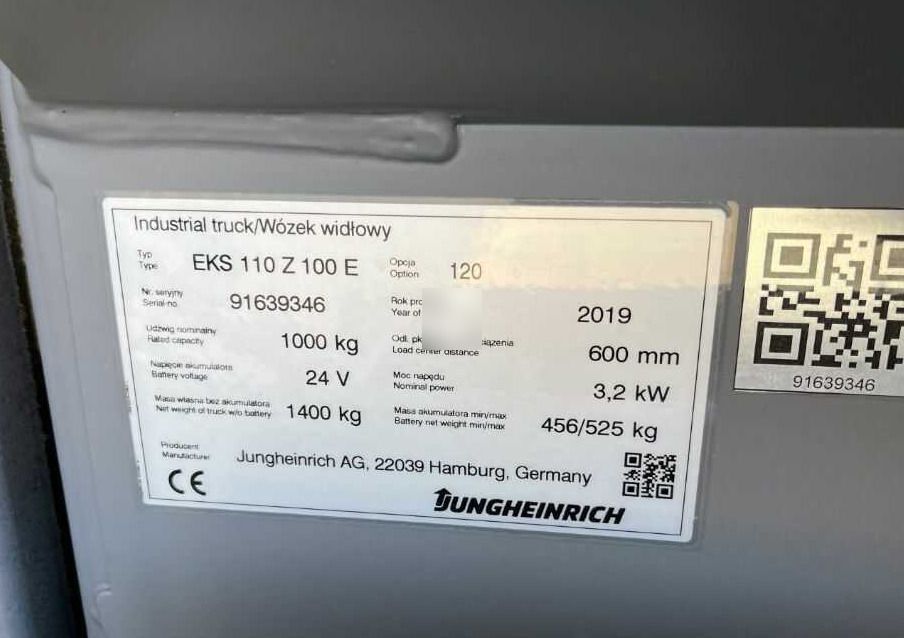 Industrial truck/Wózek widłowy
Typ
Type
EKS 110 Z 100 E
Opcja
Option
120
Nr. seryjny
Serial-no.
91639346
Rok
Year of
2019
Udźwig nominalny
Rated capacity
1000 kg
Odl.
Load center distance
600 mm
Napięcie akumulatora
Battery voltage
24 V
Moc napędu
Nominal power
3,2 kW
Masa własna bez akumulatora
Net weight of truck w/o battery
1400 kg
Masa akumulatora min/max
Battery net weight min/max
456/525 kg
Producent
Manufacturer
Jungheinrich AG, 22039 Hamburg, Germany
CE
JUNGHEINRICH
91639346